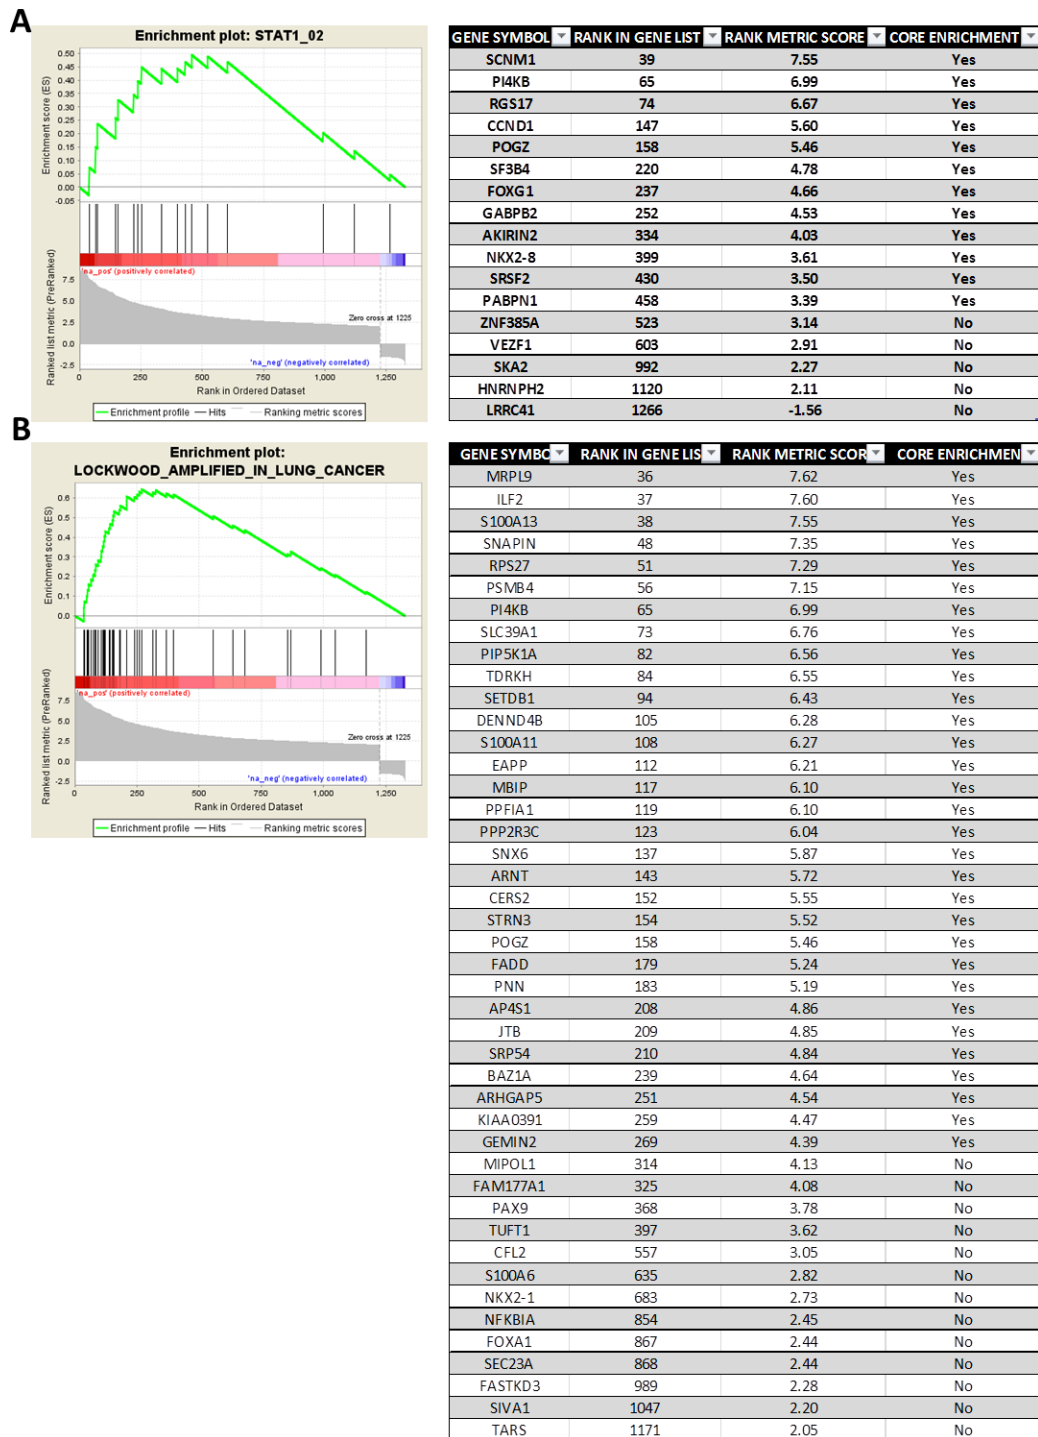 A
Enrichment plot: STAT1_02
Enrichment score (ES)
0.50
0.45
0.40
0.35
0.30
0.25
0.20
0.15
0.10
0.05
0.00
-0.05
'na_pos' (positively correlated)
Ranked list metric (PreRanked)
7.5
5.0
2.5
0.0
-2.5
Zero cross at 1225
'na_neg' (negatively correlated)
0 250 500 750 1,000 1,250
Rank in Ordered Dataset
Enrichment profile Hits Ranking metric scores
GENE SYMBOL RANK IN GENE LIST RANK METRIC SCORE CORE ENRICHMENT
SCNM1 39 7.55 Yes
PI4KB 65 6.99 Yes
RGS17 74 6.67 Yes
CCND1 147 5.60 Yes
POGZ 158 5.46 Yes
SF3B4 220 4.78 Yes
FOXG1 237 4.66 Yes
GABPB2 252 4.53 Yes
AKIRIN2 334 4.03 Yes
NKX2-8 399 3.61 Yes
SRSF2 430 3.50 Yes
PABPN1 458 3.39 Yes
ZNF385A 523 3.14 No
VEZF1 603 2.91 No
SKA2 992 2.27 No
HNRNPH2 1120 2.11 No
LRRC41 1266 -1.56 No
B
Enrichment plot:
LOCKWOOD_AMPLIFIED_IN_LUNG_CANCER
Enrichment score (ES)
0.6
0.5
0.4
0.3
0.2
0.1
0.0
'na_pos' (positively correlated)
Ranked list metric (PreRanked)
7.5
5.0
2.5
0.0
-2.5
Zero cross at 1225
'na_neg' (negatively correlated)
0 250 500 750 1,000 1,250
Rank in Ordered Dataset
Enrichment profile Hits Ranking metric scores
GENE SYMBO RANK IN GENE LIS RANK METRIC SCOR CORE ENRICHMEN
MRPL9 36 7.62 Yes
ILF2 37 7.60 Yes
S100A13 38 7.55 Yes
SNAPIN 48 7.35 Yes
RPS27 51 7.29 Yes
PSMB4 56 7.15 Yes
PI4KB 65 6.99 Yes
SLC39A1 73 6.76 Yes
PIP5K1A 82 6.56 Yes
TDRKH 84 6.55 Yes
SETDB1 94 6.43 Yes
DENND4B 105 6.28 Yes
S100A11 108 6.27 Yes
EAPP 112 6.21 Yes
MBIP 117 6.10 Yes
PPFIA1 119 6.10 Yes
PPP2R3C 123 6.04 Yes
SNX6 137 5.87 Yes
ARNT 143 5.72 Yes
CERS2 152 5.55 Yes
STRN3 154 5.52 Yes
POGZ 158 5.46 Yes
FADD 179 5.24 Yes
PNN 183 5.19 Yes
AP4S1 208 4.86 Yes
JTB 209 4.85 Yes
SRP54 210 4.84 Yes
BAZ1A 239 4.64 Yes
ARHGAP5 251 4.54 Yes
KIAA0391 259 4.47 Yes
GEMIN2 269 4.39 Yes
MIPOL1 314 4.13 No
FAM177A1 325 4.08 No
PAX9 368 3.78 No
TUFT1 397 3.62 No
CFL2 557 3.05 No
S100A6 635 2.82 No
NKX2-1 683 2.73 No
NFKBIA 854 2.45 No
FOXA1 867 2.44 No
SEC23A 868 2.44 No
FASTKD3 989 2.28 No
SIVA1 1047 2.20 No
TARS 1171 2.05 No